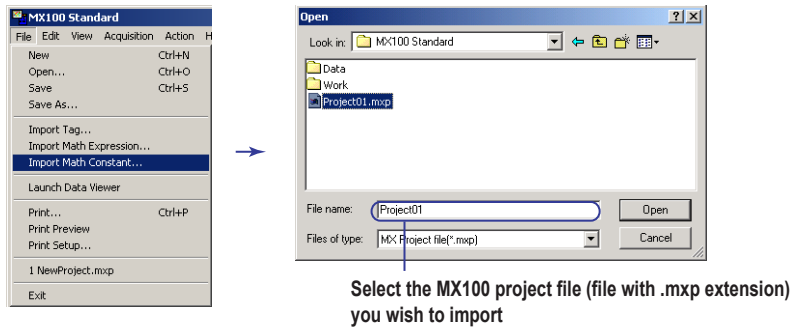 MX100 Standard
File Edit View Acquisition Action H
New Ctrl+N
Open... Ctrl+O
Save Ctrl+S
Save As...
Import Tag...
Import Math Expression...
Import Math Constant...
Launch Data Viewer
Print... Ctrl+P
Print Preview
Print Setup...
1 NewProject.mxp
Exit
Open
Look in: MX100 Standard
Data
Work
Project01.mxp
File name: Project01 Open
Files of type: MX Project file(*.mxp) Cancel
Select the MX100 project file (file with .mxp extension)
you wish to import